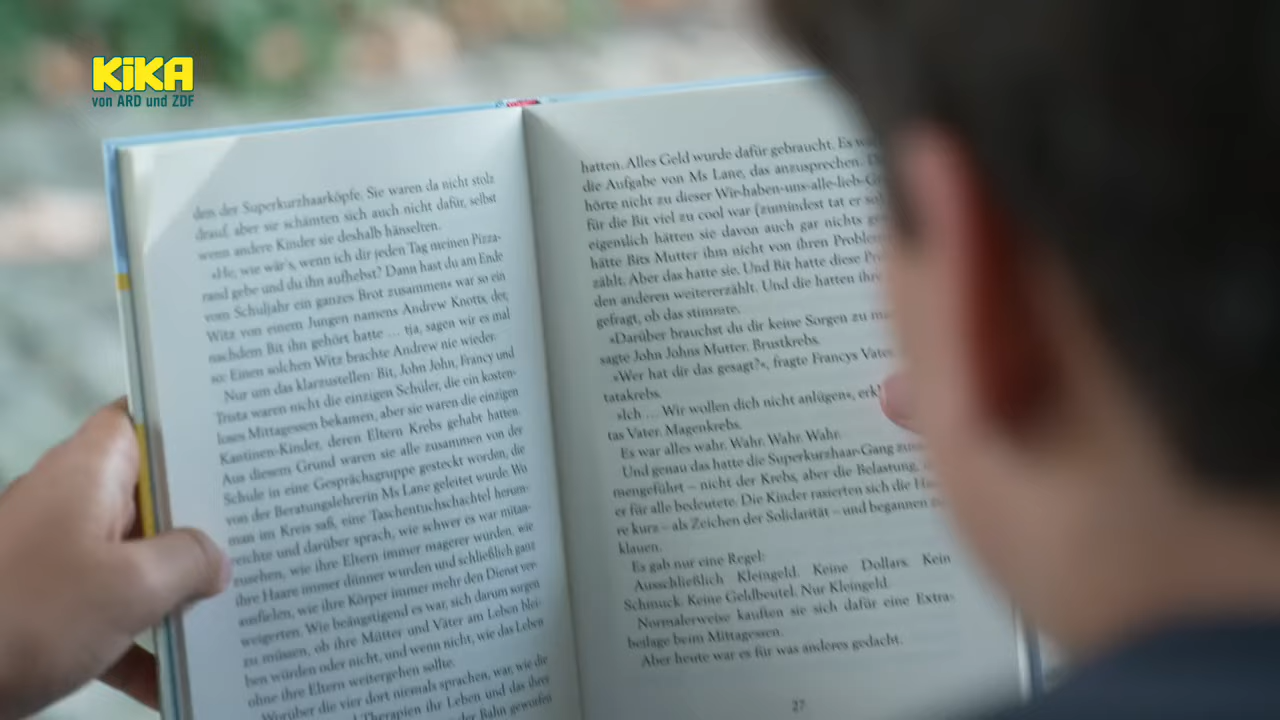 KiKA
von ARD und ZDF
den der Superkurzhaarköpfe. Sie waren da nicht stolz
drauf, aber sie schämten sich auch nicht dafür, selbst
wenn andere Kinder sie deshalb hänselten.
»He, wie wär's, wenn ich dir jeden Tag meinen Pizza-
rand gebe und du ihn aufhebst? Dann hast du am Ende
vom Schuljahr ein ganzes Brot zusammen« war so ein
Witz von einem Jungen namens Andrew Knotts, der,
nachdem Bit ihn gehört hatte … tja, sagen wir es mal
so: Einen solchen Witz brachte Andrew nie wieder.
Nur um das klarzustellen: Bit, John John, Francy und
Trista waren nicht die einzigen Schüler, die ein kosten-
loses Mittagessen bekamen, aber sie waren die einzigen
Kantinen-Kinder, deren Eltern Krebs gehabt hatten.
Aus diesem Grund waren sie alle zusammen von der
Schule in eine Gesprächsgruppe gesteckt worden, die
von der Beratungslehrerin Ms Lane geleitet wurde. Wo
man im Kreis saß, eine Taschentuchschachtel herum-
reichte und darüber sprach, wie schwer es war mitan-
zusehen, wie ihre Eltern immer magerer wurden, wie
ihre Haare immer dünner wurden und schließlich ganz
ausfielen, wie ihre Körper immer mehr den Dienst ver-
weigerten. Wie beängstigend es war, sich darum sorgen
zu müssen, ob ihre Mütter und Väter am Leben blei-
ben würden oder nicht, und wenn nicht, wie das Leben
ohne ihre Eltern weitergehen sollte.
Worüber die vier dort niemals sprachen, war, wie die
Therapien ihr Leben und das ihrer
der Bahn geworfen
hatten. Alles Geld wurde dafür gebraucht. Es
die Aufgabe von Ms Lane, das anzusprechen.
hörte nicht zu dieser Wir-haben-uns-alle-lieb-
für die Bit viel zu cool war (zumindest tat er so)
eigentlich hätten sie davon auch gar nichts
hätte Bits Mutter ihm nicht von ihren
zählt. Aber das hatte sie. Und Bit hatte diese
den anderen weitererzählt. Und die hatten
gefragt, ob das stimmte.
»Darüber brauchst du dir keine Sorgen zu
sagte John Johns Mutter. Brustkrebs.
»Wer hat dir das gesagt?«, fragte Francys Vater.
tatakrebs.
»Ich … Wir wollen dich nicht anlügen«,
tas Vater. Magenkrebs.
Es war alles wahr. Wahr. Wahr. Wahr.
Und genau das hatte die Superkurzhaar-Gang
mengeführt – nicht der Krebs, aber die Belastung,
er für alle bedeutete. Die Kinder rasierten sich die
re kurz – als Zeichen der Solidarität – und begannen
klauen.
Es gab nur eine Regel:
Ausschließlich Kleingeld. Keine Dollars. Kein
Schmuck. Keine Geldbeutel. Nur Kleingeld.
Normalerweise kauften sie sich dafür eine Extra-
beilage beim Mittagessen.
Aber heute war es für was anderes gedacht.
27